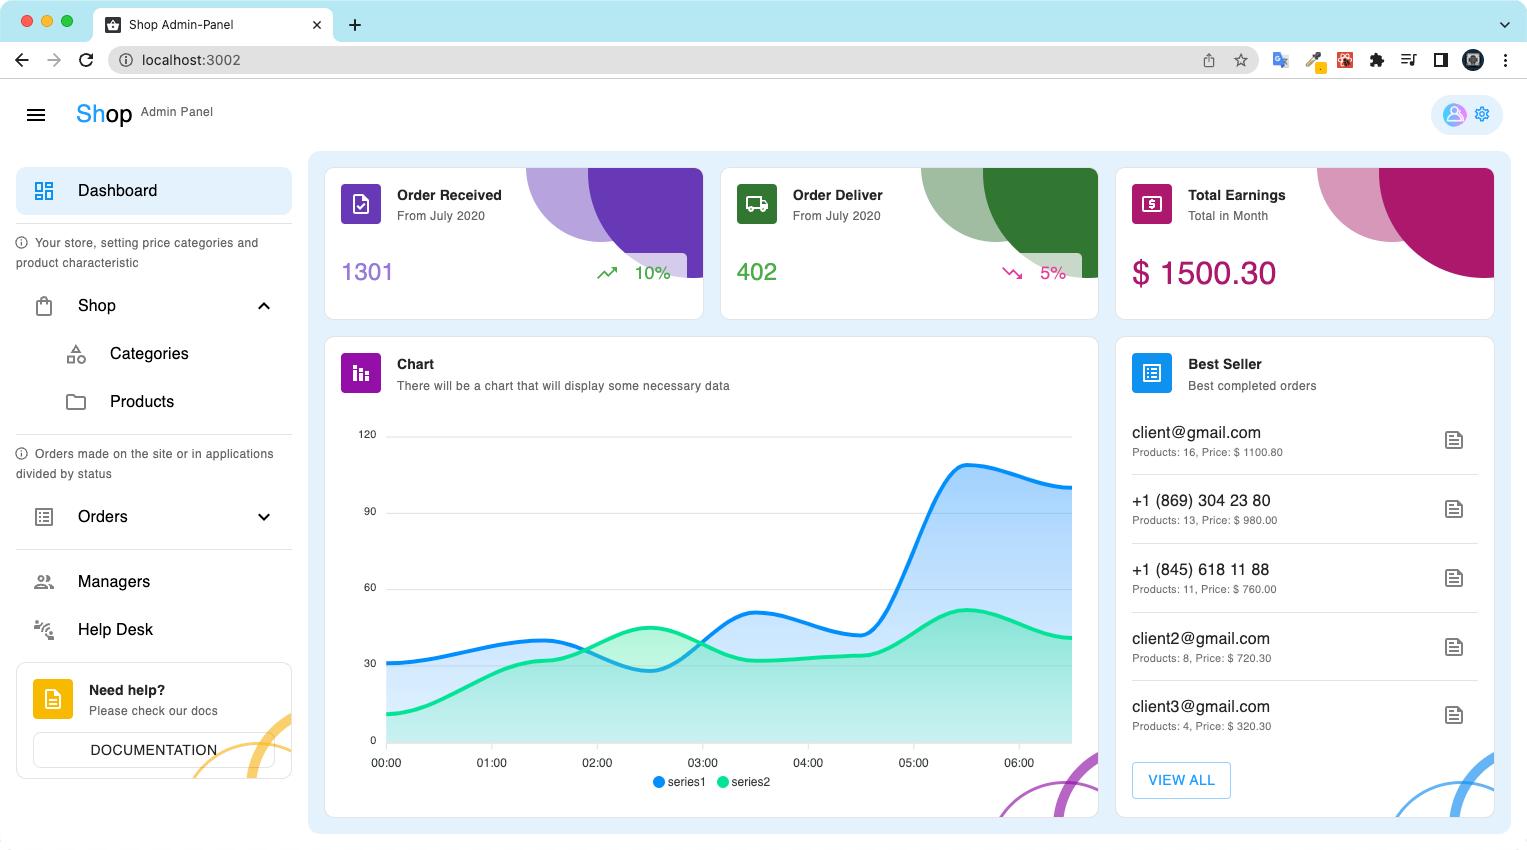 Shop Admin-Panel
localhost:3002
Shop Admin Panel
Dashboard
Your store, setting price categories and
product characteristic
Shop
Categories
Products
Orders made on the site or in applications
divided by status
Orders
Managers
Help Desk
Need help?
Please check our docs
DOCUMENTATION
Order Received
From July 2020
1301
10%
Order Deliver
From July 2020
402
5%
Total Earnings
Total in Month
$ 1500.30
Chart
There will be a chart that will display some necessary data
120
90
60
30
0
00:00 01:00 02:00 03:00 04:00 05:00 06:00
series1 series2
Best Seller
Best completed orders
client@gmail.com
Products: 16, Price: $ 1100.80
+1 (869) 304 23 80
Products: 13, Price: $ 980.00
+1 (845) 618 11 88
Products: 11, Price: $ 760.00
client2@gmail.com
Products: 8, Price: $ 720.30
client3@gmail.com
Products: 4, Price: $ 320.30
VIEW ALL